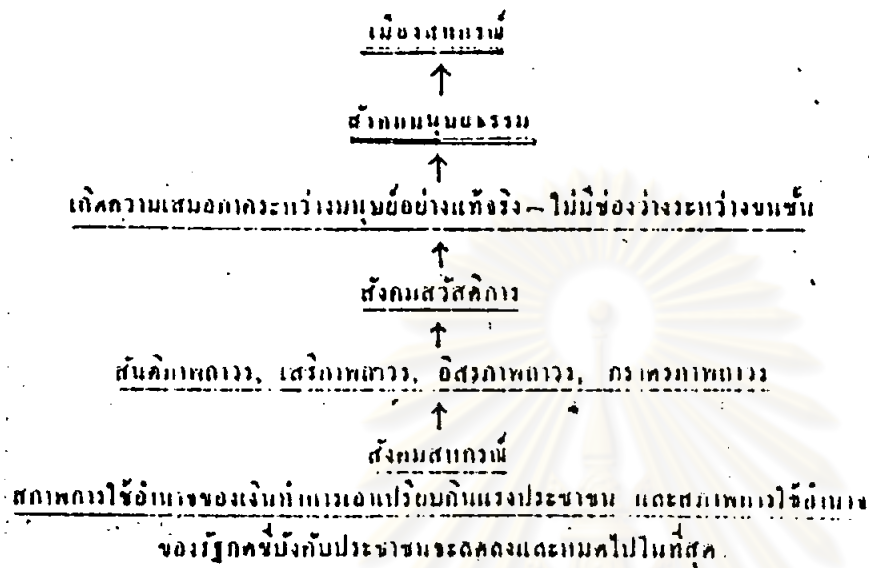 เมืองสหกรณ์
↑
สังคมมนุษยธรรม
↑
เกิดความเสมอภาคระหว่างมนุษย์อย่างแท้จริง – ไม่มีช่องว่างระหว่างชนชั้น
↑
สังคมสวัสดิการ
↑
สันติภาพถาวร, เสรีภาพถาวร, อิสรภาพถาวร, ภราดรภาพถาวร
↑
สังคมสหกรณ์
สภาพการใช้อำนาจของเงินทำการเอาเปรียบกินแรงประชาชน และสภาพการใช้อำนาจ
ของรัฐกดขี่บังคับประชาชนจะลดลงและหมดไปในที่สุด